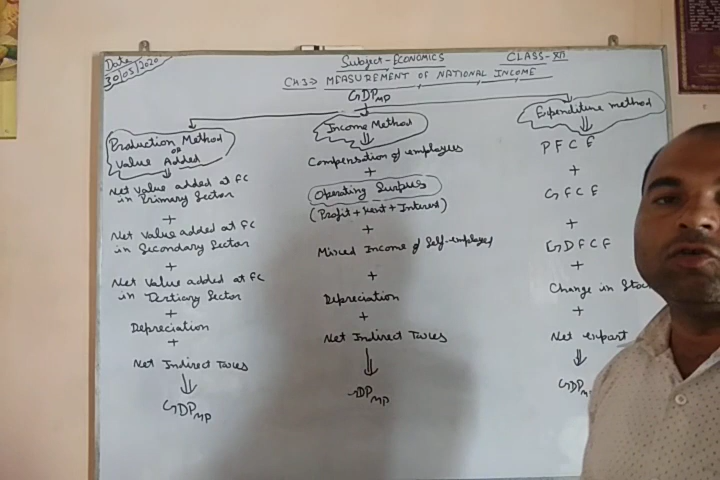 Date
30/05/2020
Subject-ECONOMICS
CLASS-XII
CH3⇒ MEASUREMENT OF NATIONAL INCOME
GDPMP
Production Method
or
Value Added
Net value added at FC
in Primary Sector
+
Net value added at FC
in Secondary Sector
+
Net value added at FC
in Tertiary Sector
+
Depreciation
+
Net Indirect Taxes
GDPMP
Income Method
Compensation of employees
+
Operating Surplus
(Profit + Rent + Interest)
+
Mixed Income of Self-employed
+
Depreciation
+
Net Indirect Taxes
GDPMP
Expenditure method
PFCE
+
GFCE
+
GDFCF
+
Change in Stoc
+
Net export
GDPM